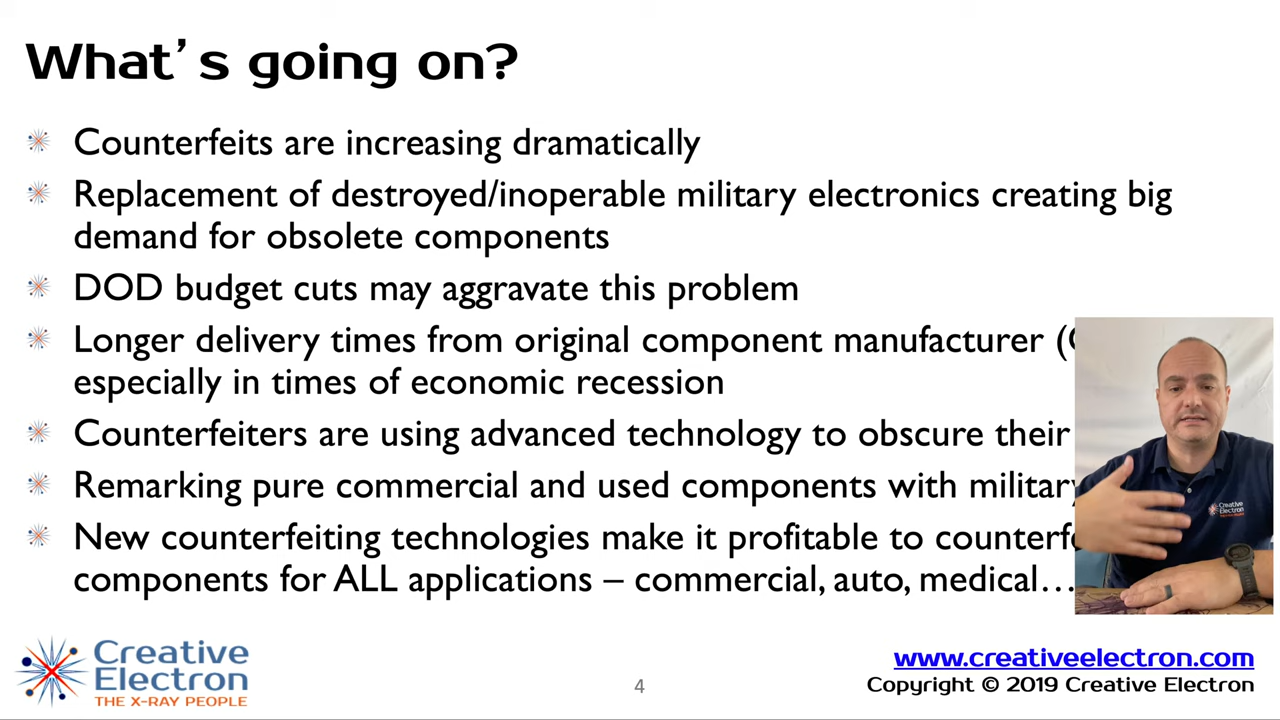 What's going on?
Counterfeits are increasing dramatically
Replacement of destroyed/inoperable military electronics creating big
demand for obsolete components
DOD budget cuts may aggravate this problem
Longer delivery times from original component manufacturer (
especially in times of economic recession
Counterfeiters are using advanced technology to obscure their
Remarking pure commercial and used components with military
New counterfeiting technologies make it profitable to
components for ALL applications – commercial, auto, medical…
Creative
Electron
Creative
Electron
THE X-RAY PEOPLE
4
www.creativeelectron.com
Copyright © 2019 Creative Electron